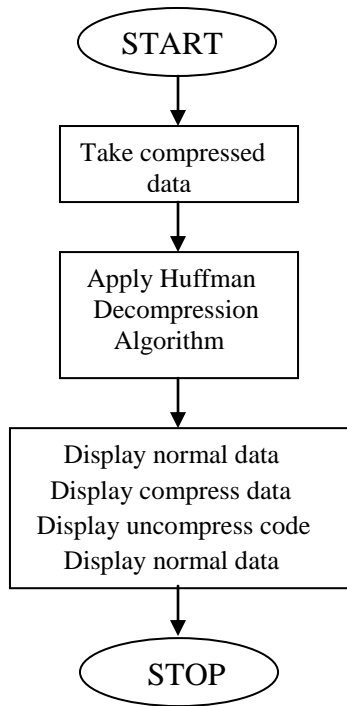 START
Take compressed
data
Apply Huffman
Decompression
Algorithm
Display normal data
Display compress data
Display uncompress code
Display normal data
STOP